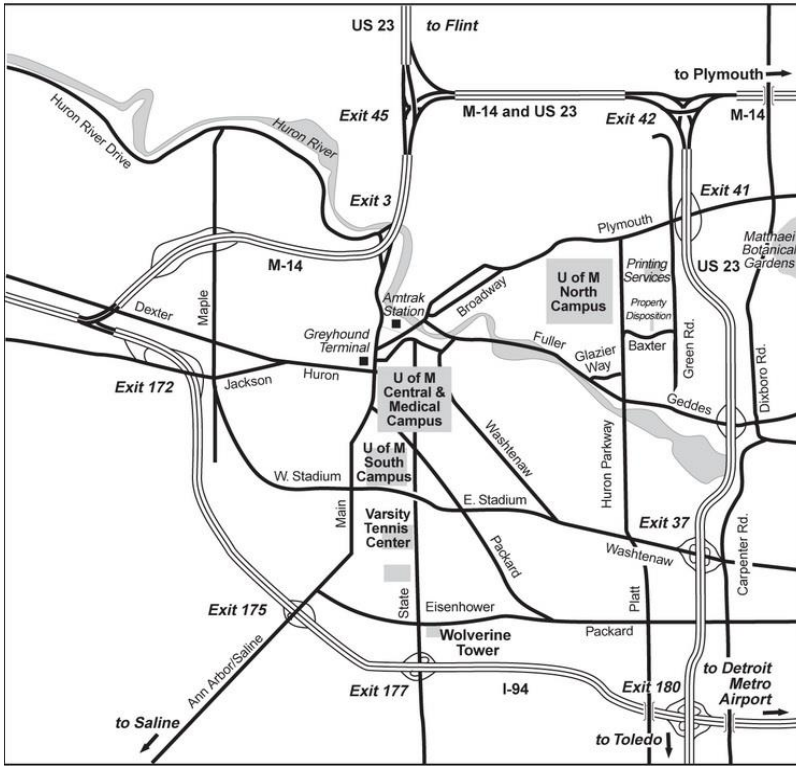 US 23
to Flint
to Plymouth
M-14 and US 23
M-14
Exit 45
Exit 42
Huron River Drive
Huron River
Exit 3
Exit 41
Plymouth
M-14
US 23
Matthaei
Botanical
Gardens
U of M
North
Campus
Printing
Services
Property
Disposition
Amtrak
Station
Broadway
Dexter
Maple
Greyhound
Terminal
Fuller
Glazier
Way
Baxter
Green Rd.
Dixboro Rd.
Exit 172
Jackson
Huron
U of M
Central &
Medical
Campus
Geddes
Washtenaw
Huron Parkway
U of M
South
Campus
W. Stadium
Main
E. Stadium
Varsity
Tennis
Center
Exit 37
Washtenaw
Carpenter Rd.
Packard
Platt
State
Exit 175
Eisenhower
Packard
Wolverine
Tower
Ann Arbor/Saline
Exit 177
I-94
Exit 180
to Detroit
Metro
Airport
to Saline
to Toledo